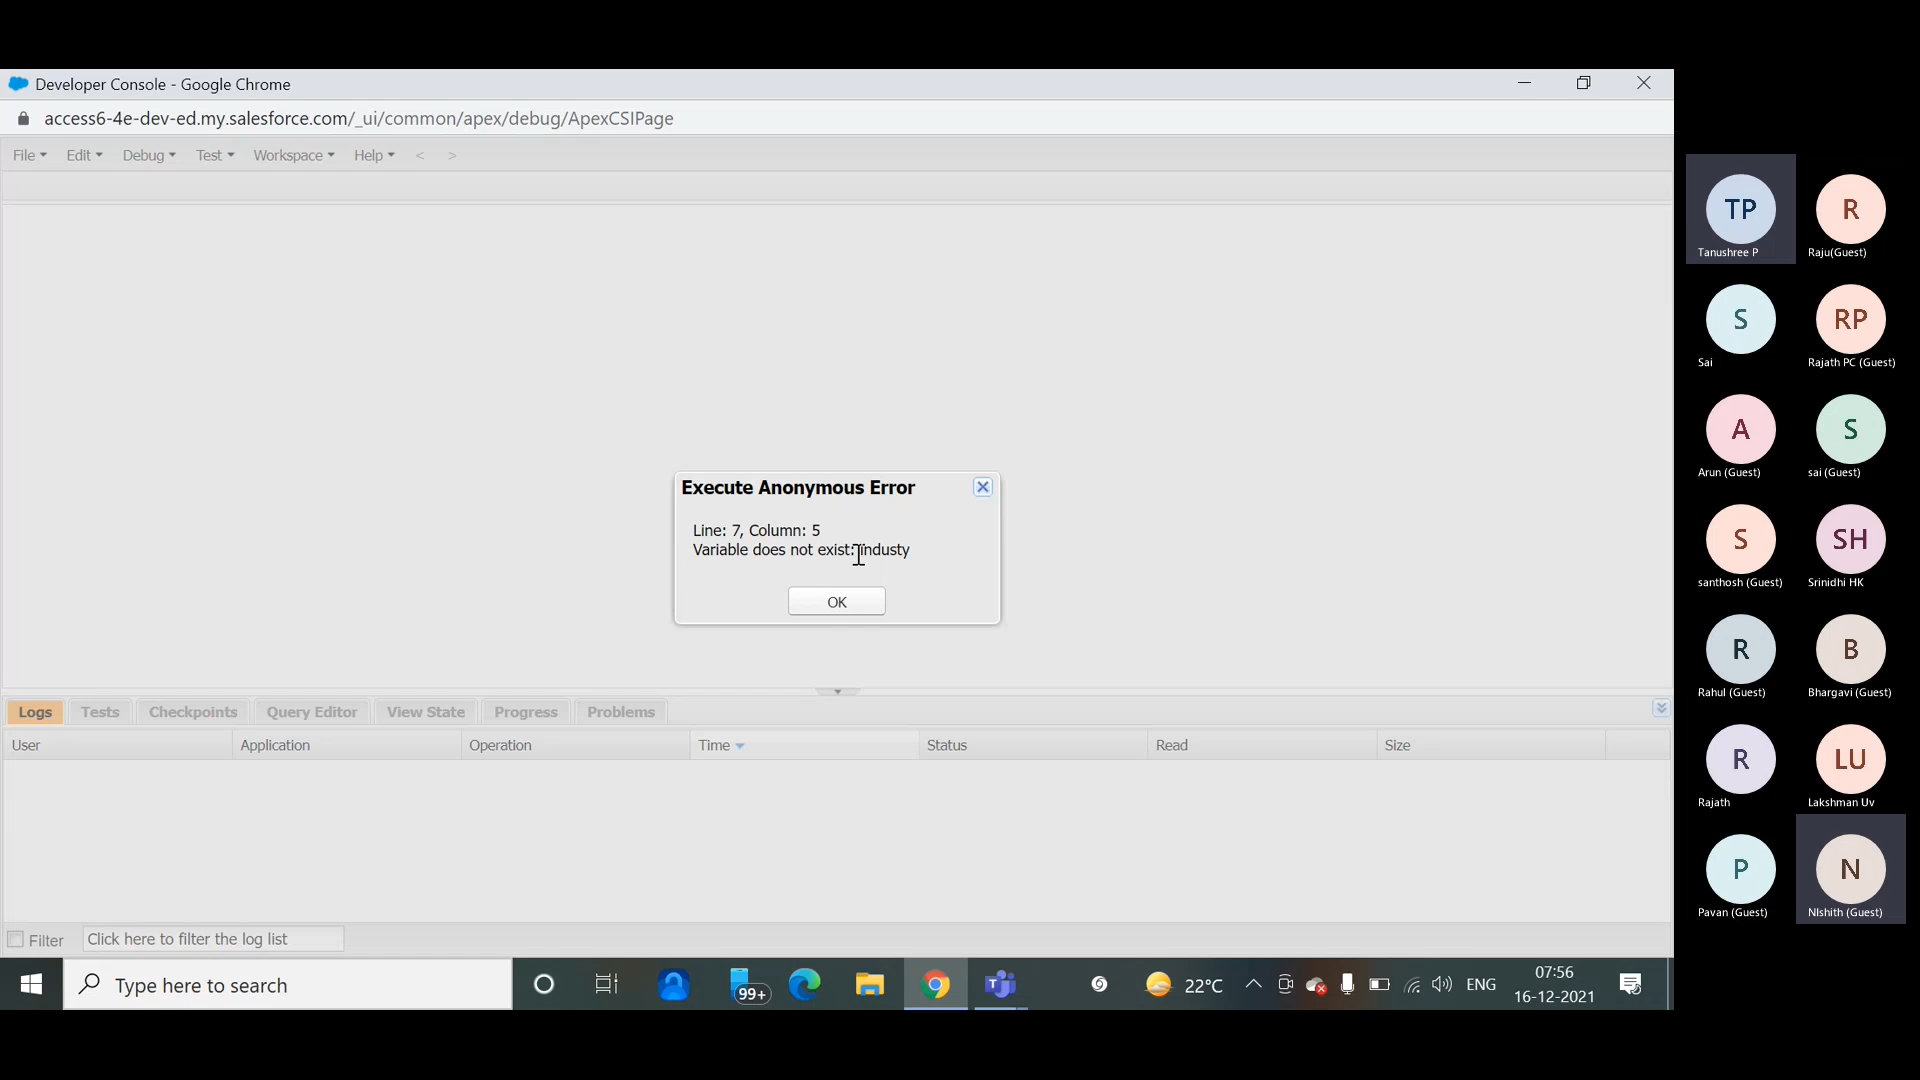 Developer Console - Google Chrome
access6-4e-dev-ed.my.salesforce.com/_ui/common/apex/debug/ApexCSIPage
File Edit Debug Test Workspace Help < >
Execute Anonymous Error
Line: 7, Column: 5
Variable does not exist: industy
OK
Logs Tests Checkpoints Query Editor View State Progress Problems
User Application Operation Time Status Read Size
Filter Click here to filter the log list
Type here to search
99+
22°C
ENG
07:56
16-12-2021
TP
Tanushree P
R
Raju(Guest)
S
Sai
RP
Rajath PC (Guest)
A
Arun (Guest)
S
sai (Guest)
S
santhosh (Guest)
SH
Srinidhi HK
R
Rahul (Guest)
B
Bhargavi (Guest)
R
Rajath
LU
Lakshman Uv
P
Pavan (Guest)
N
NIshith (Guest)